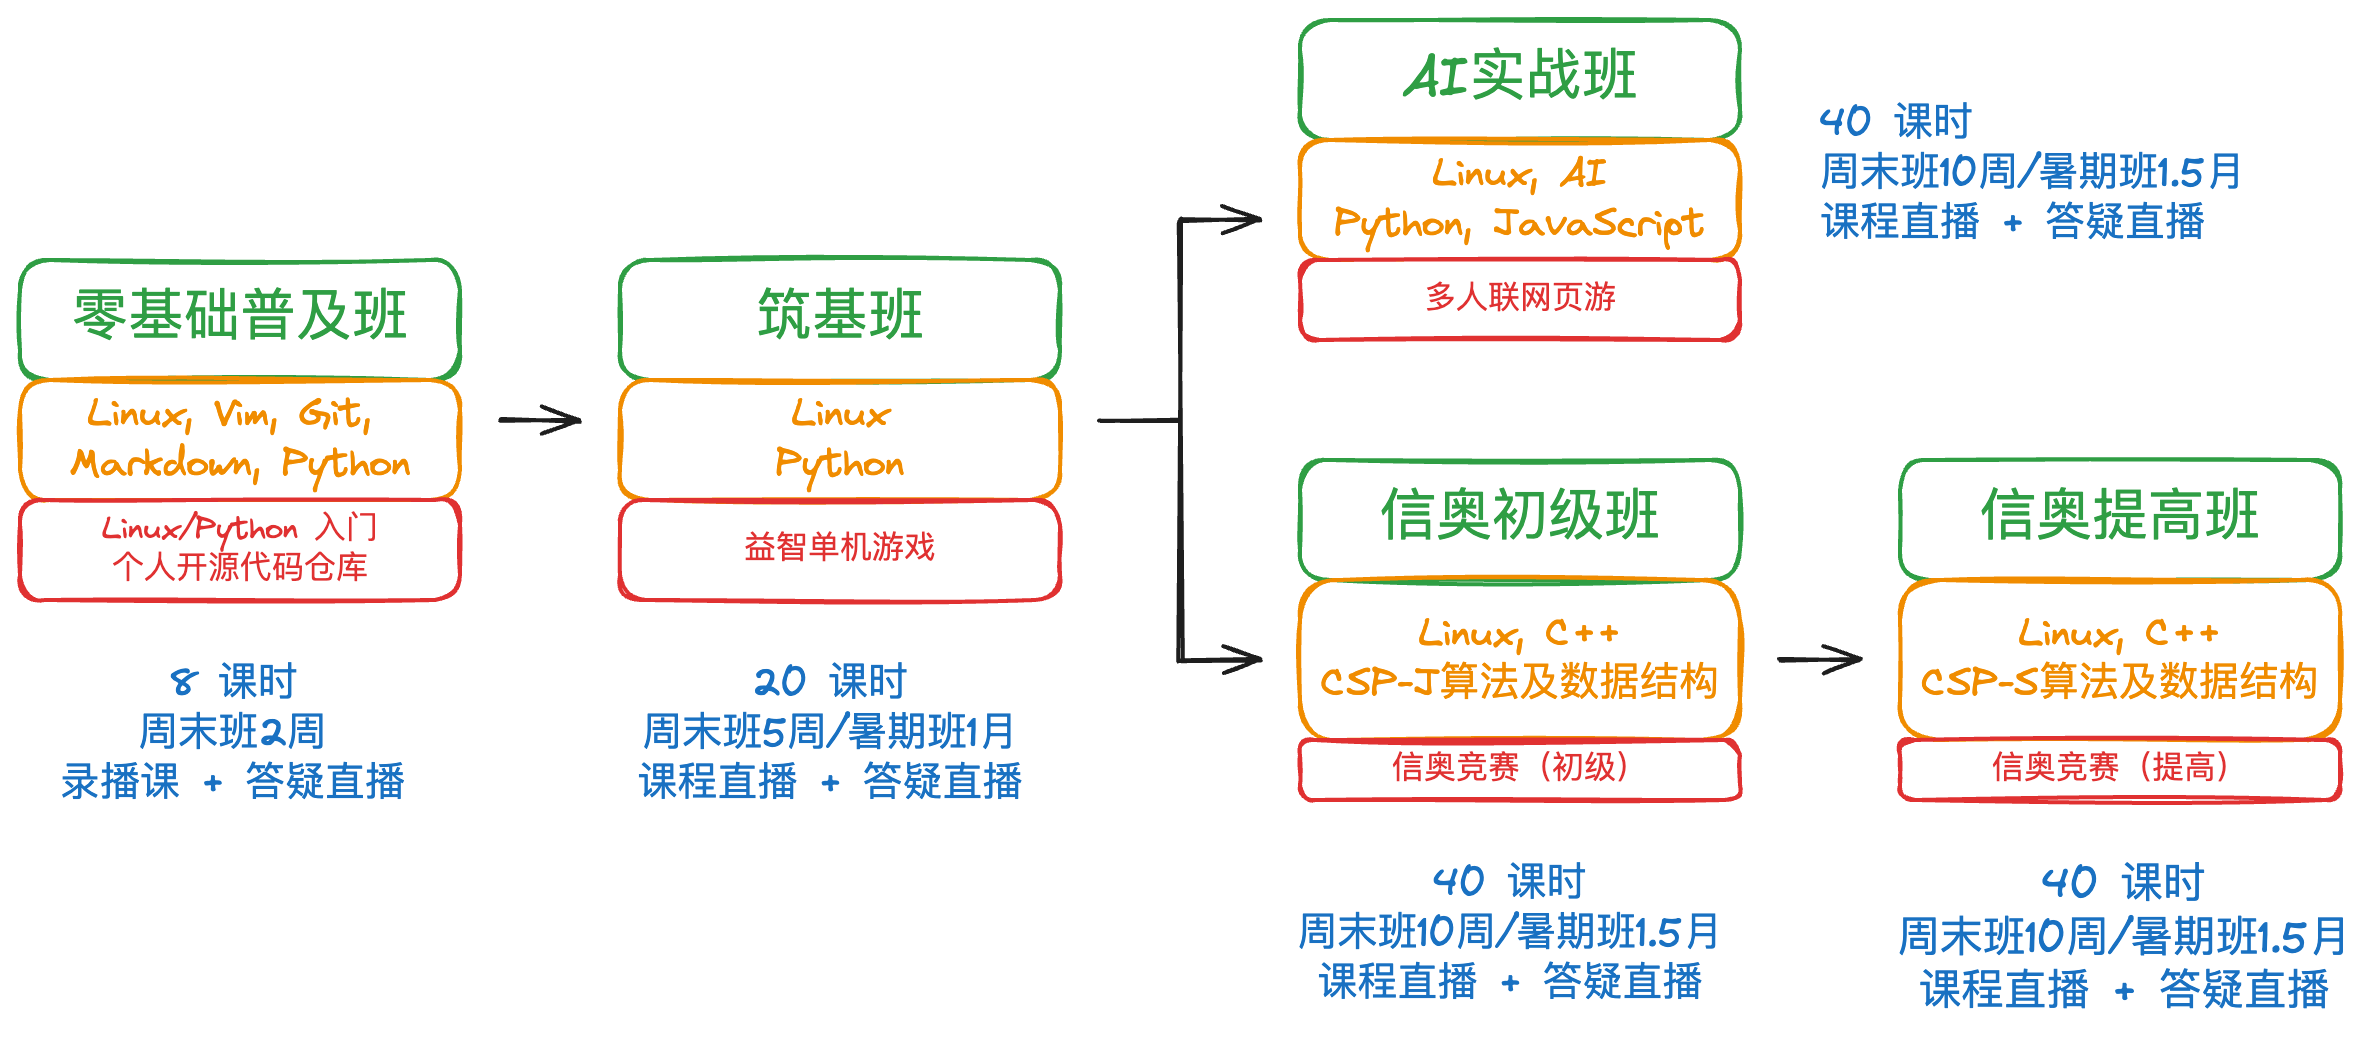 零基础普及班
Linux, Vim, Git,
Markdown, Python
Linux/Python 入门
个人开源代码仓库
8 课时
周末班2周
录播课 + 答疑直播
筑基班
Linux
Python
益智单机游戏
20 课时
周末班5周/暑期班1月
课程直播 + 答疑直播
AI实战班
Linux, AI
Python, JavaScript
多人联网页游
40 课时
周末班10周/暑期班1.5月
课程直播 + 答疑直播
信奥初级班
Linux, C++
CSP-J算法及数据结构
信奥竞赛（初级）
40 课时
周末班10周/暑期班1.5月
课程直播 + 答疑直播
信奥提高班
Linux, C++
CSP-S算法及数据结构
信奥竞赛（提高）
40 课时
周末班10周/暑期班1.5月
课程直播 + 答疑直播